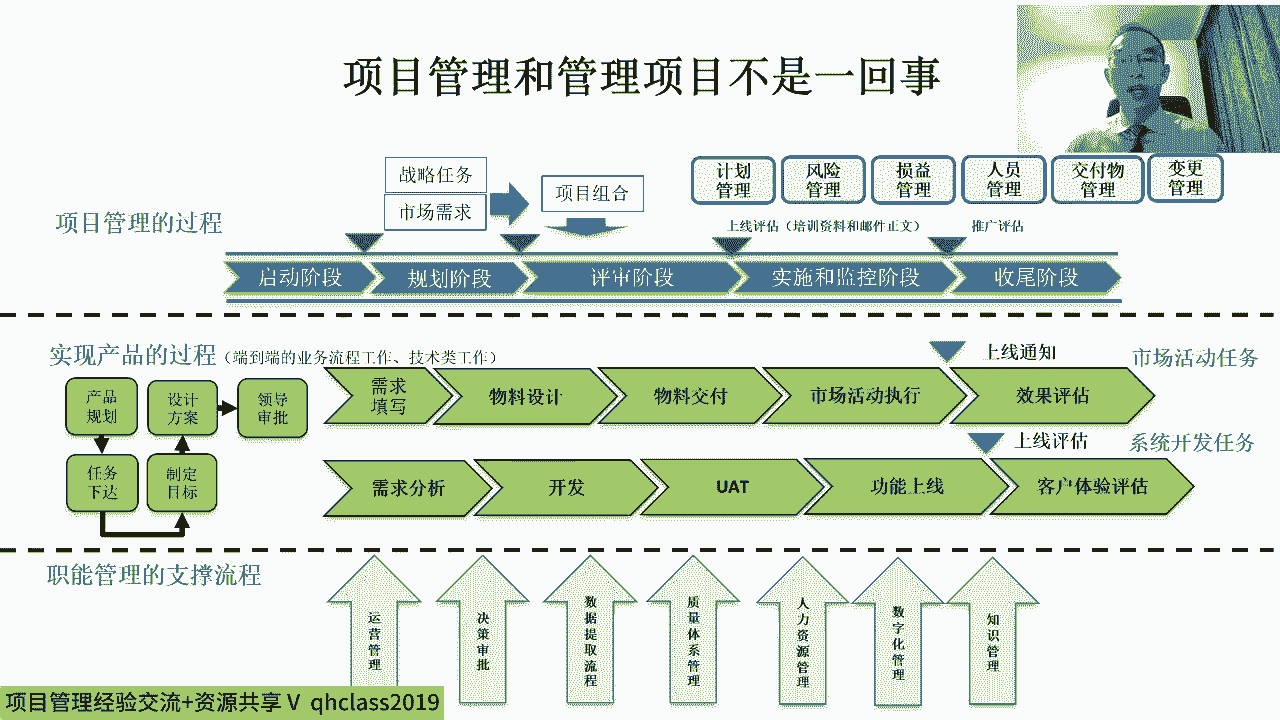 项目管理和管理项目不是一回事
战略任务
市场需求
项目组合
计划
管理
风险
管理
损益
管理
人员
管理
交付物
管理
变更
管理
项目管理的过程
上线评估（培训资料和邮件正文）
推广评估
启动阶段
规划阶段
评审阶段
实施和监控阶段
收尾阶段
实现产品的过程（端到端的业务流程工作、技术类工作）
上线通知
市场活动任务
产品
规划
设计
方案
领导
审批
任务
下达
制定
目标
需求
填写
物料设计
物料交付
市场活动执行
效果评估
上线评估
系统开发任务
需求分析
开发
UAT
功能上线
客户体验评估
职能管理的支撑流程
运营管理
决策审批
数据提取流程
质量体系管理
人力资源管理
数字化管理
知识管理
项目管理经验交流+资源共享 V qhclass2019